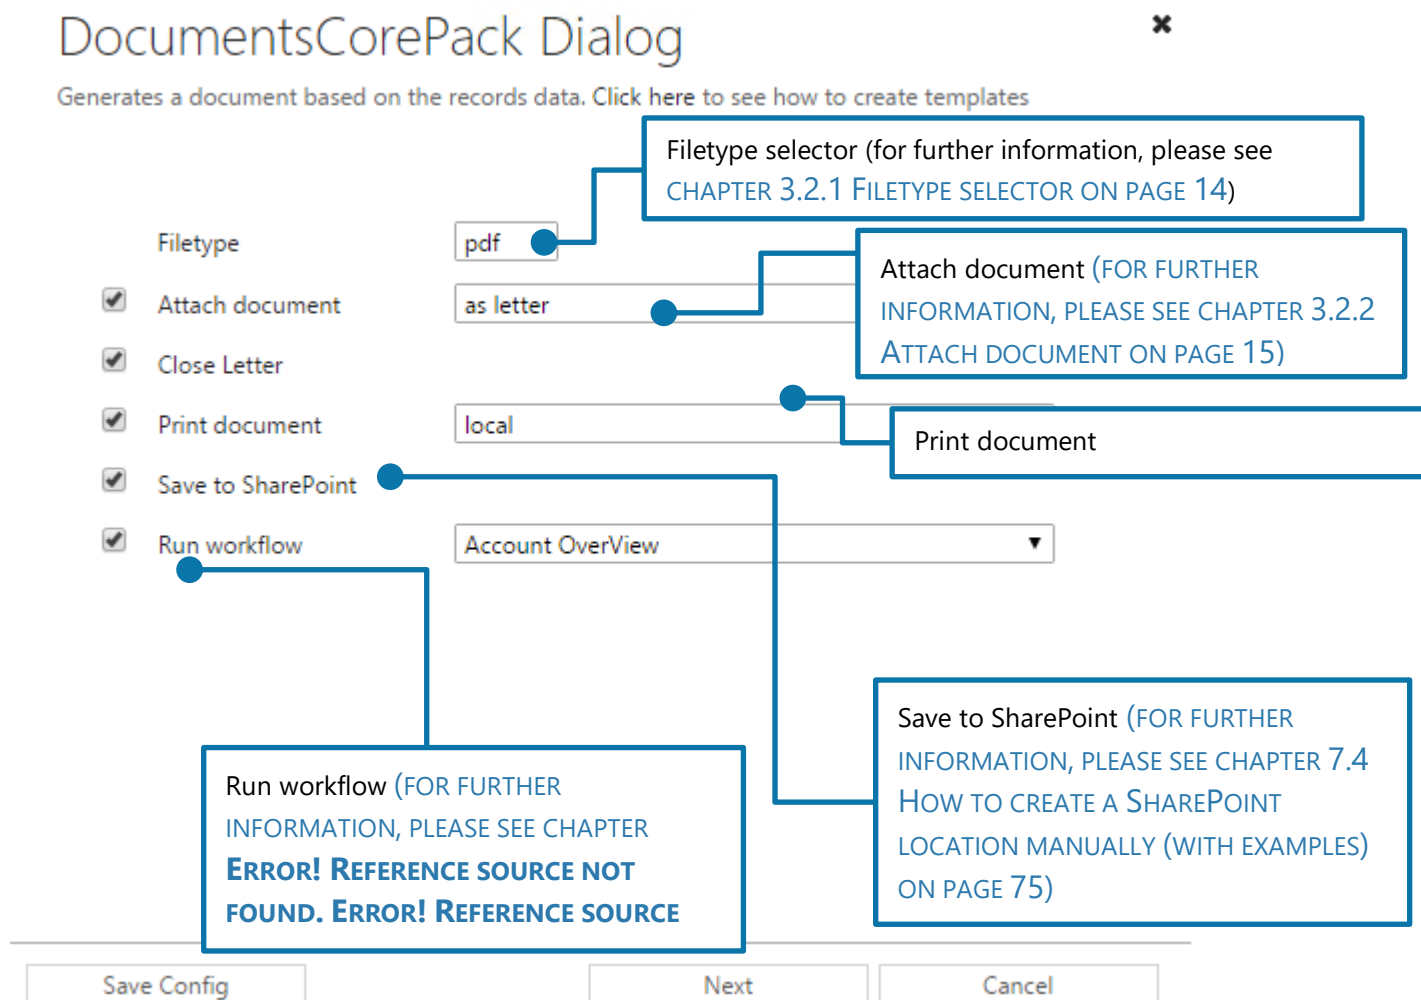 DocumentsCorePack Dialog
Generates a document based on the records data. Click here to see how to create templates
Filetype selector (for further information, please see
CHAPTER 3.2.1 FILETYPE SELECTOR ON PAGE 14)
Filetype
pdf
Attach document (FOR FURTHER
INFORMATION, PLEASE SEE CHAPTER 3.2.2
ATTACH DOCUMENT ON PAGE 15)
Attach document
as letter
Close Letter
Print document
local
Print document
Save to SharePoint
Run workflow
Account OverView
Save to SharePoint (FOR FURTHER
INFORMATION, PLEASE SEE CHAPTER 7.4
HOW TO CREATE A SHAREPOINT
LOCATION MANUALLY (WITH EXAMPLES)
ON PAGE 75)
Run workflow (FOR FURTHER
INFORMATION, PLEASE SEE CHAPTER
ERROR! REFERENCE SOURCE NOT
FOUND. ERROR! REFERENCE SOURCE
Save Config
Next
Cancel